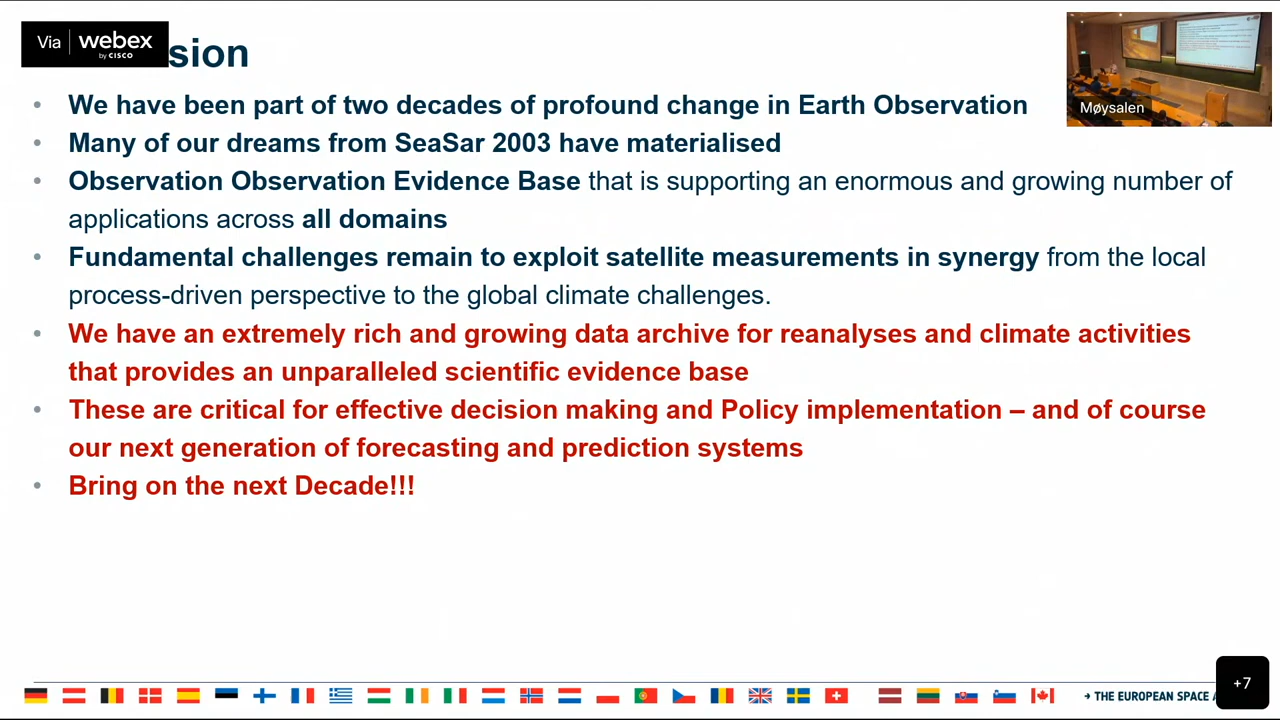 Via webex
by CISCO
sion
Møysalen
• We have been part of two decades of profound change in Earth Observation
• Many of our dreams from SeaSar 2003 have materialised
• Observation Observation Evidence Base that is supporting an enormous and growing number of
applications across all domains
• Fundamental challenges remain to exploit satellite measurements in synergy from the local
process-driven perspective to the global climate challenges.
• We have an extremely rich and growing data archive for reanalyses and climate activities
that provides an unparalleled scientific evidence base
• These are critical for effective decision making and Policy implementation – and of course
our next generation of forecasting and prediction systems
• Bring on the next Decade!!!
→ THE EUROPEAN SPACE A
+7